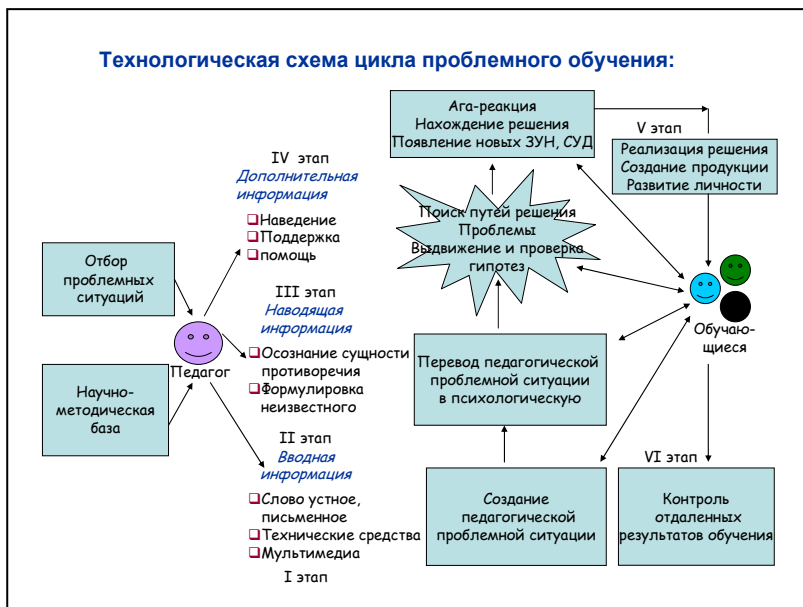 Технологическая схема цикла проблемного обучения:
Отбор
проблемных
ситуаций
Научно-
методическая
база
Педагог
IV этап
Дополнительная
информация
Наведение
Поддержка
помощь
III этап
Наводящая
информация
Осознание сущности
противоречия
Формулировка
неизвестного
II этап
Вводная
информация
Слово устное,
письменное
Технические средства
Мультимедиа
I этап
Ага-реакция
Нахождение решения
Появление новых ЗУН, СУД
Поиск путей решения
Проблемы
Выдвижение и проверка
гипотез
Перевод педагогической
проблемной ситуации
в психологическую
Создание
педагогической
проблемной ситуации
V этап
Реализация решения
Создание продукции
Развитие личности
Обучаю-
щиеся
VI этап
Контроль
отдаленных
результатов обучения